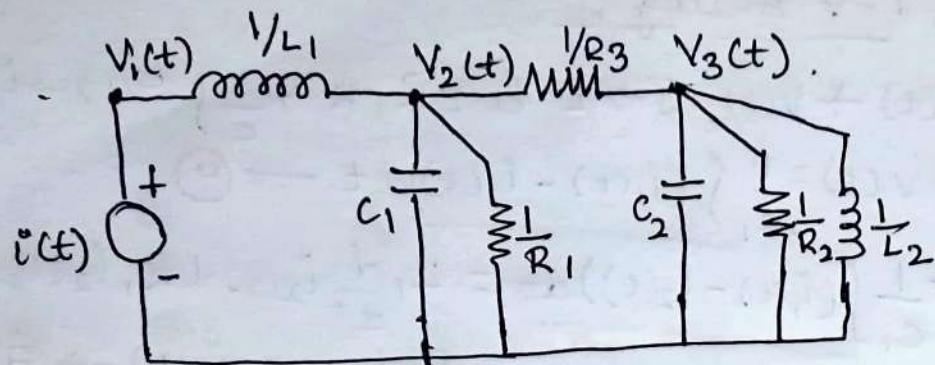 1/L1
1/R3
V1(t)
V2(t)
V3(t).
+
i(t)
-
C1
1/R1
C2
1/R2
1/L2